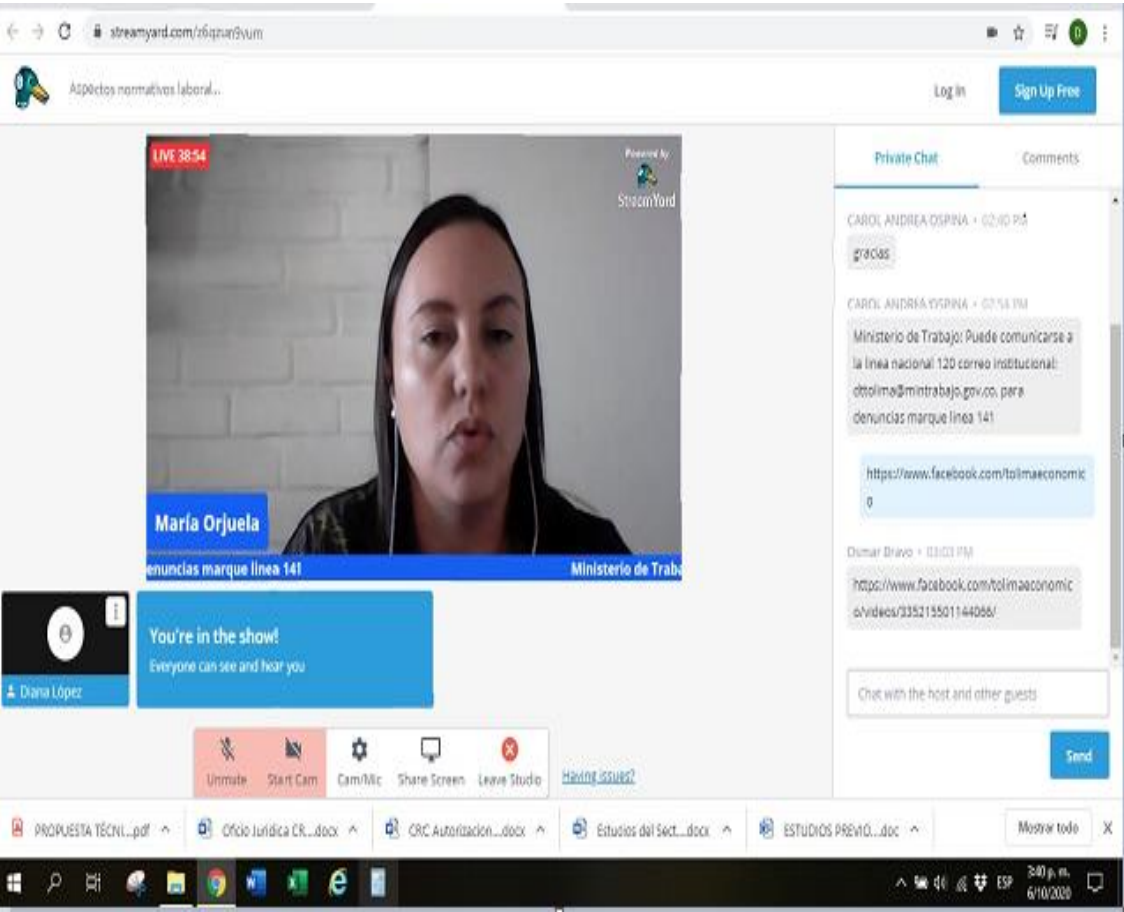 streamyard.com/z6qzun9vum
Aspectos normativos laboral...
Log In
Sign Up Free
LIVE 38:54
Powered by
StreamYard
María Orjuela
enuncias marque linea 141
Ministerio de Traba
You're in the show!
Everyone can see and hear you
Diana López
Unmute
Start Cam
Cam/Mic
Share Screen
Leave Studio
Having issues?
Private Chat
Comments
CAROL ANDREA OSPINA • 02:40 PM
gracias
CAROL ANDREA OSPINA
Ministerio de Trabajo: Puede comunicarse a
la linea nacional 120 correo institucional:
dttolima@mintrabajo.gov.co, para
denuncias marque linea 141
https://www.facebook.com/tolimaeconomic
o
Osmar Bravo • 03:03 PM
https://www.facebook.com/tolimaeconomic
o/videos/335215501144066/
Chat with the host and other guests
Send
PROPUESTA TÉCNI....pdf
Oficio Juridica CR....docx
CRC Autorizacion....docx
Estudios del Sect....docx
ESTUDIOS PREVIO....doc
Mostrar todo
ESP
3:40 p. m.
6/10/2020